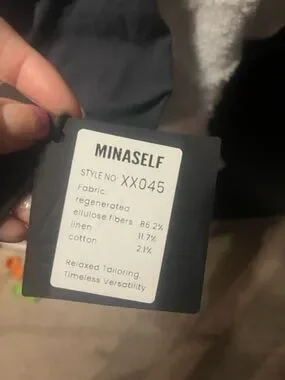 MINASELF
STYLE NO XX045
Fabric:
regenerated
ellulose fibers 86.2%
linen 11.7%
cotton 2.1%
Relaxed Tailoring
Timeless Versatility